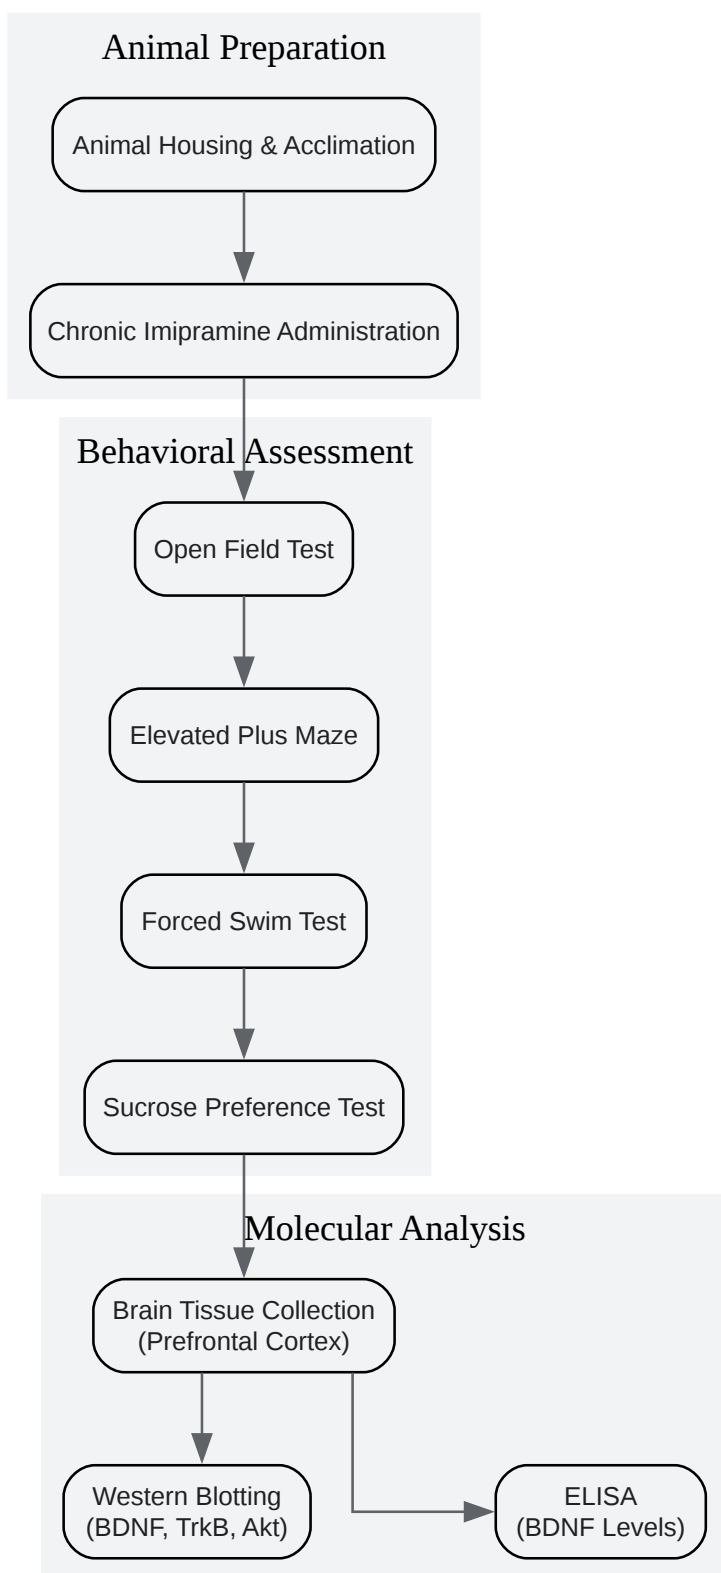 Animal Preparation
Animal Housing & Acclimation
Chronic Imipramine Administration
Behavioral Assessment
Open Field Test
Elevated Plus Maze
Forced Swim Test
Sucrose Preference Test
Molecular Analysis
Brain Tissue Collection
(Prefrontal Cortex)
Western Blotting
(BDNF, TrkB, Akt)
ELISA
(BDNF Levels)